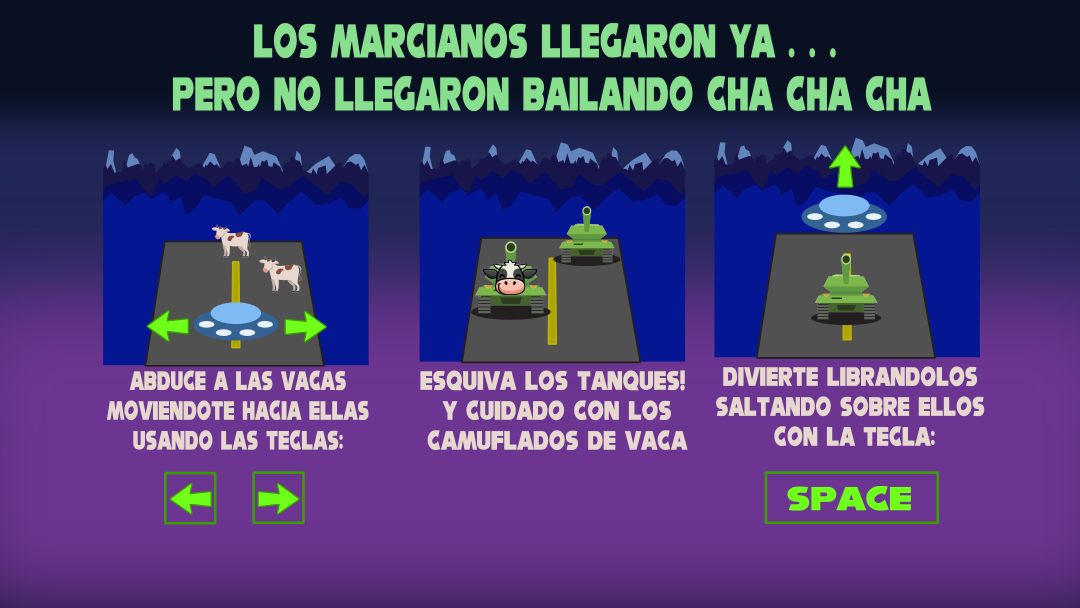 LOS MARCIANOS LLEGARON YA . . .
PERO NO LLEGARON BAILANDO CHA CHA CHA
ABDUCE A LAS VACAS
MOVIENDOTE HACIA ELLAS
USANDO LAS TECLAS:
ESQUIVA LOS TANQUES!
Y CUIDADO CON LOS
CAMUFLADOS DE VACA
DIVIERTE LIBRANDOLOS
SALTANDO SOBRE ELLOS
CON LA TECLA:
SPACE